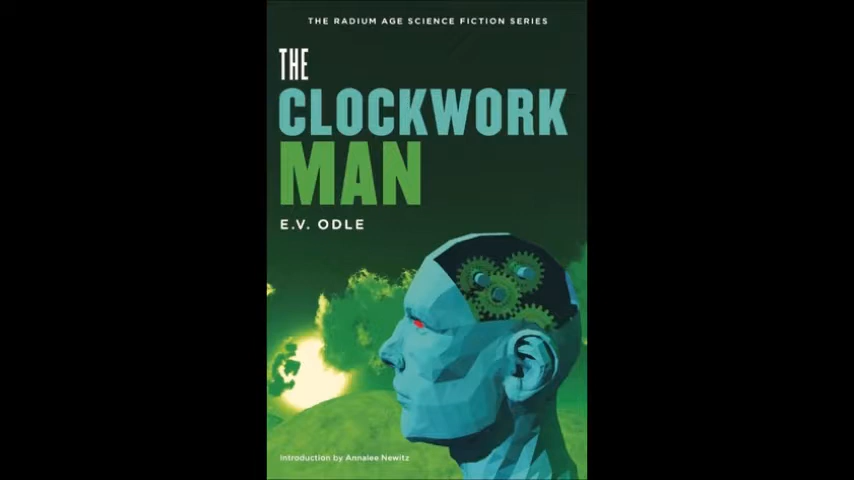 THE RADIUM AGE SCIENCE FICTION SERIES
THE
CLOCKWORK
MAN
E.V. ODLE
Introduction by Annalee Newitz